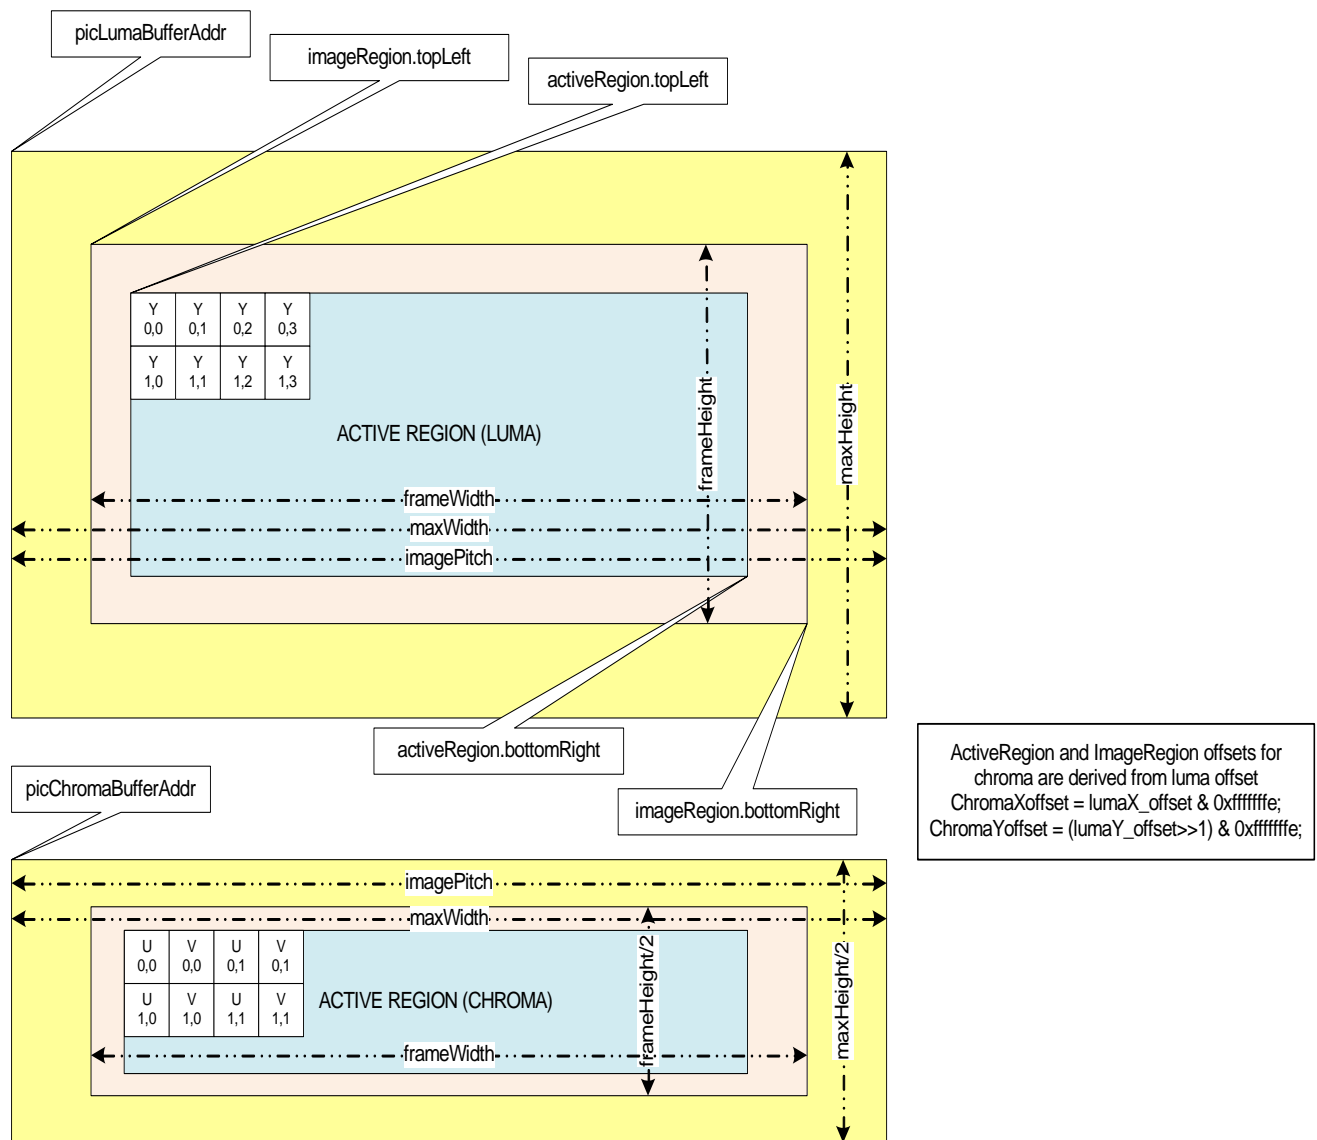 picLumaBufferAddr
imageRegion.topLeft
activeRegion.topLeft
Y Y Y Y
0,0 0,1 0,2 0,3
Y Y Y Y
1,0 1,1 1,2 1,3
ACTIVE REGION (LUMA)
frameHeight
maxHeight
frameWidth
maxWidth
imagePitch
activeRegion.bottomRight
imageRegion.bottomRight
ActiveRegion and ImageRegion offsets for
chroma are derived from luma offset
ChromaXoffset = lumaX_offset & 0xfffffffe;
ChromaYoffset = (lumaY_offset>>1) & 0xfffffffe;
picChromaBufferAddr
imagePitch
maxWidth
U V U V
0,0 0,0 0,1 0,1
U V U V
1,0 1,0 1,1 1,1
ACTIVE REGION (CHROMA)
frameHeight/2
maxHeight/2
frameWidth